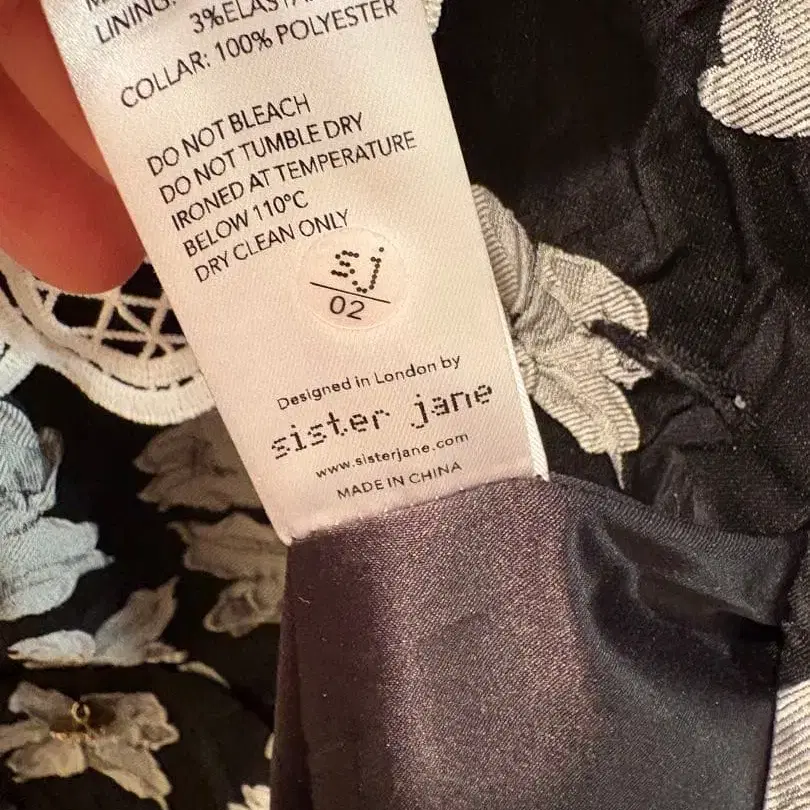 LINING:
3%ELASTA
COLLAR: 100% POLYESTER
DO NOT BLEACH
DO NOT TUMBLE DRY
IRONED AT TEMPERATURE
BELOW 110°C
DRY CLEAN ONLY
sj
02
Designed in London by
sister jane
www.sisterjane.com
MADE IN CHINA